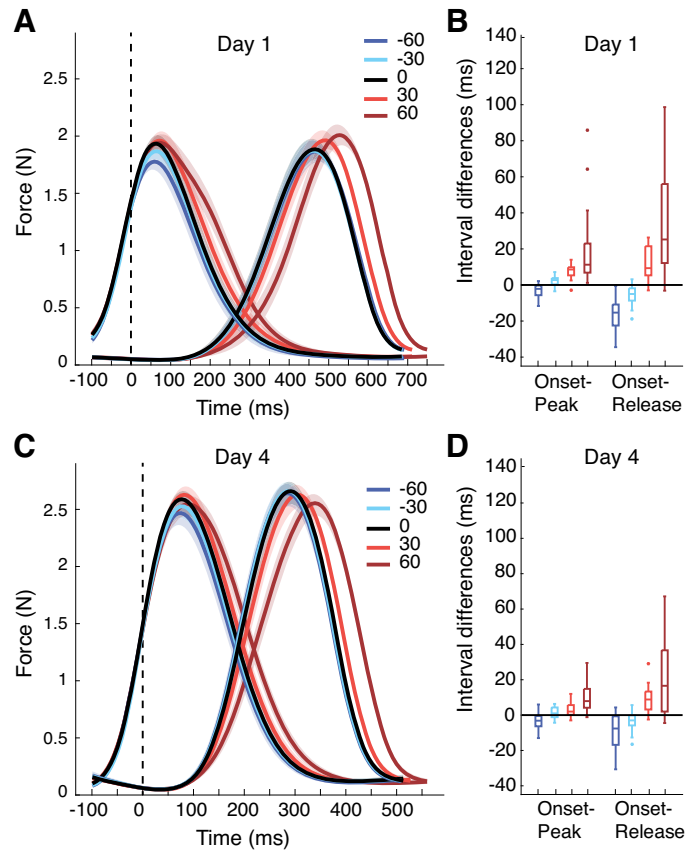 A
Day 1
-60
-30
0
30
60
2.5
2
1.5
1
0.5
0
Force (N)
-100 0 100 200 300 400 500 600 700
Time (ms)
B
Day 1
140
120
100
80
60
40
20
0
-20
-40
Interval differences (ms)
Onset- Onset-
Peak Release
C
Day 4
-60
-30
0
30
60
2.5
2
1.5
1
0.5
0
Force (N)
-100 0 100 200 300 400 500
Time (ms)
D
Day 4
140
120
100
80
60
40
20
0
-20
-40
Interval differences (ms)
Onset- Onset-
Peak Release